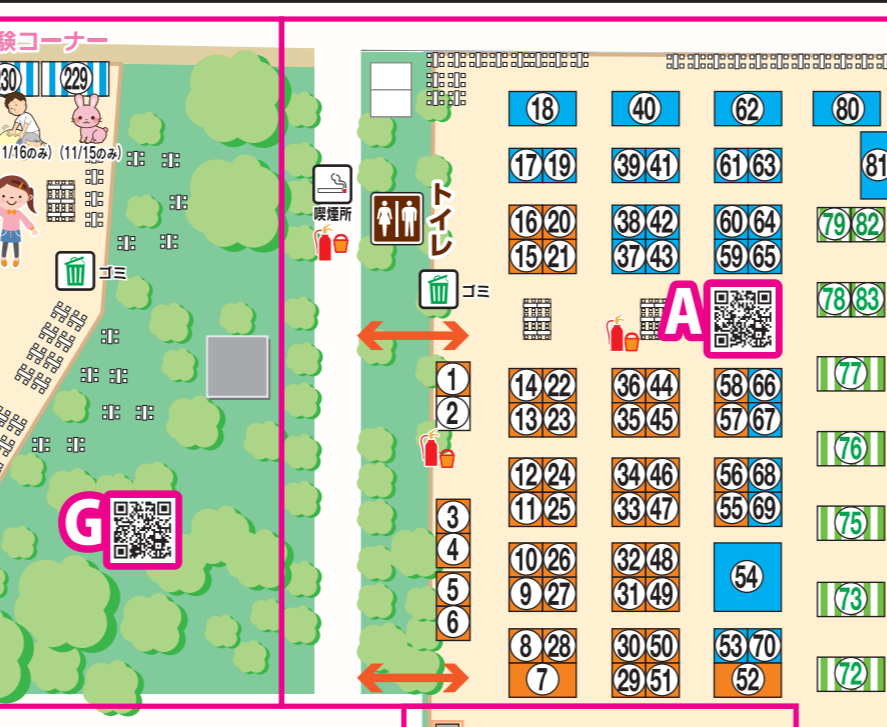 験コーナー
230 229
1/16のみ) (11/15のみ)
ゴミ
G
喫煙所
トイレ
ゴミ
A
18 40 62 80
17 19 39 41 61 63 81
16 20 38 42 60 64 79 82
15 21 37 43 59 65
78 83
1 14 22 36 44 58 66 77
2 13 23 35 45 57 67
12 24 34 46 56 68 76
3 11 25 33 47 55 69 75
4
10 26 32 48 54
5 9 27 31 49 73
6
8 28 30 50 53 70
7 29 51 52 72